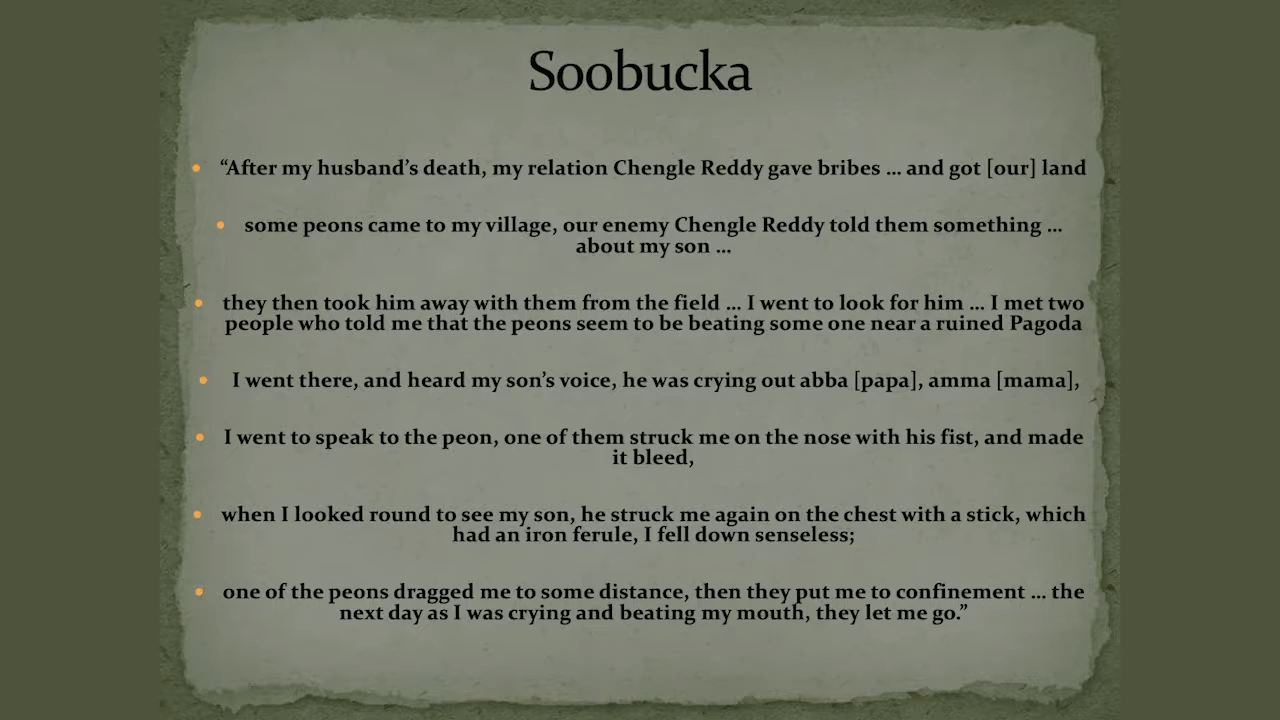 Soobucka
• “After my husband’s death, my relation Chengle Reddy gave bribes ... and got [our] land
• some peons came to my village, our enemy Chengle Reddy told them something ...
about my son ...
• they then took him away with them from the field ... I went to look for him ... I met two
people who told me that the peons seem to be beating some one near a ruined Pagoda
• I went there, and heard my son’s voice, he was crying out abba [papa], amma [mama],
• I went to speak to the peon, one of them struck me on the nose with his fist, and made
it bleed,
• when I looked round to see my son, he struck me again on the chest with a stick, which
had an iron ferule, I fell down senseless;
• one of the peons dragged me to some distance, then they put me to confinement ... the
next day as I was crying and beating my mouth, they let me go.”